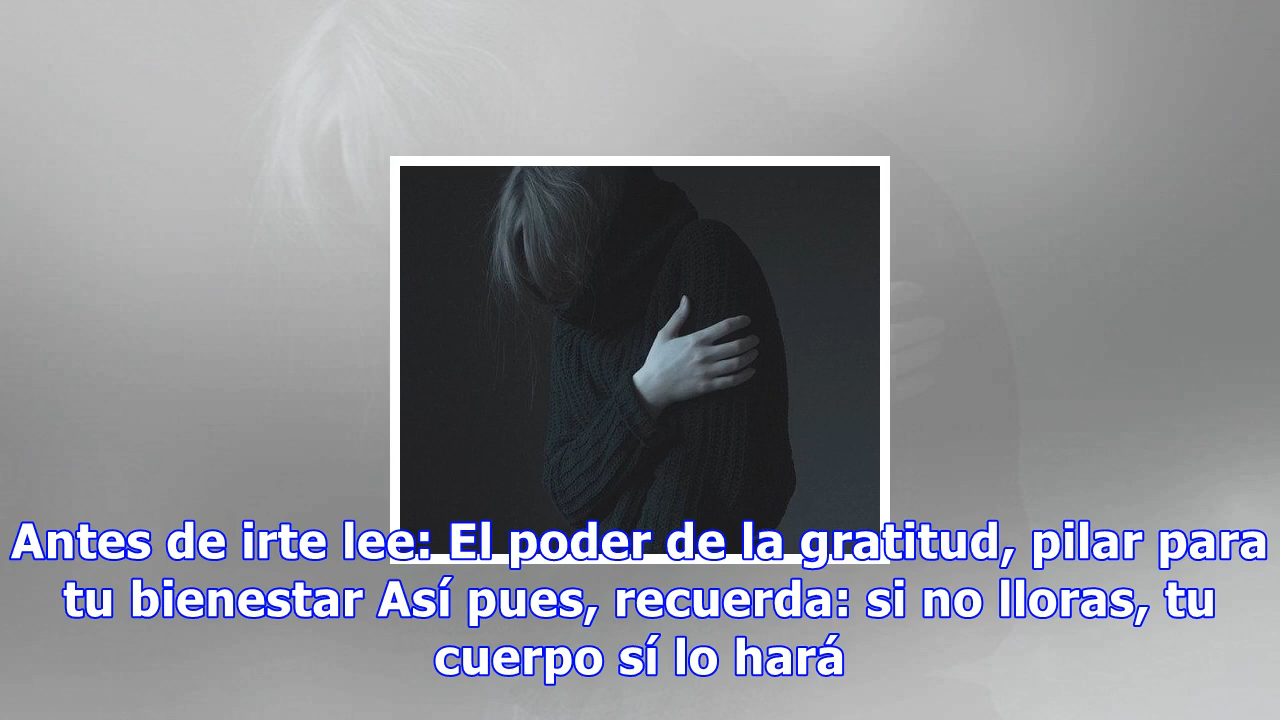 Antes de irte lee: El poder de la gratitud, pilar para
tu bienestar Así pues, recuerda: si no lloras, tu
cuerpo sí lo hará